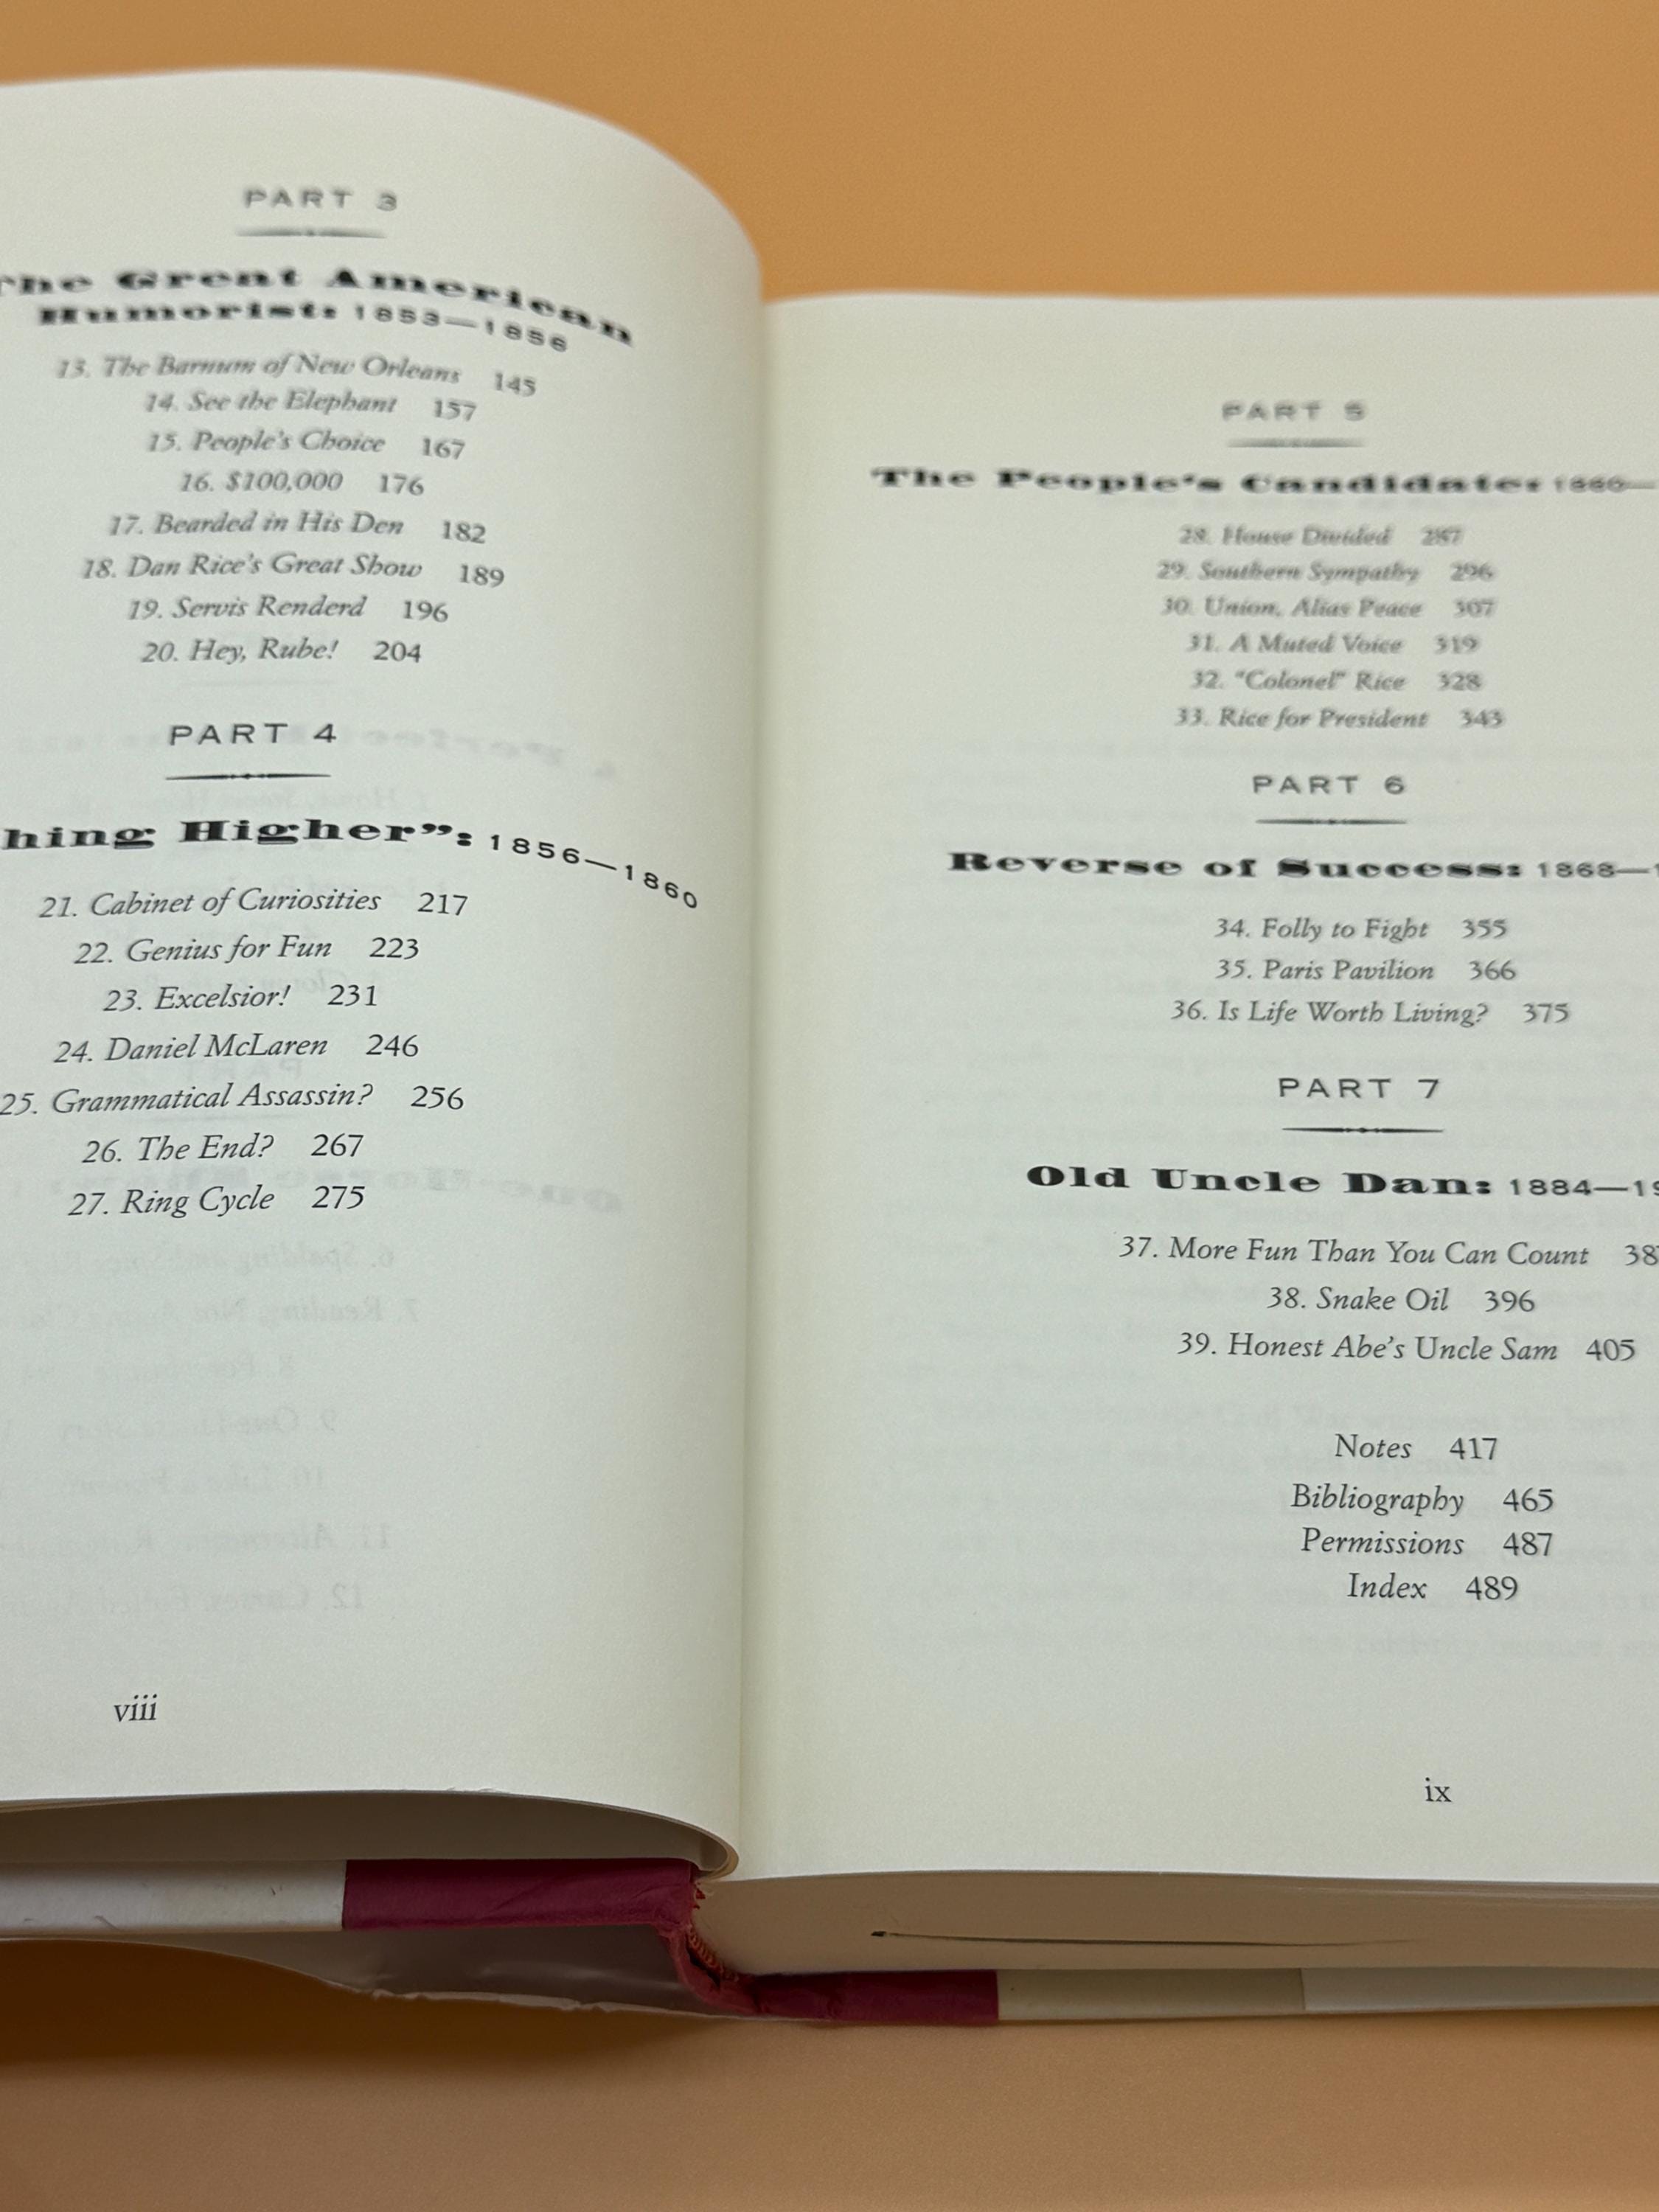 PART 3
The Great American
Humorist: 1853—1856
13. The Barnum of New Orleans 145
14. See the Elephant 157
15. People's Choice 167
16. $100,000 176
17. Bearded in His Den 182
18. Dan Rice's Great Show 189
19. Servis Renderd 196
20. Hey, Rube! 204
PART 4
hing Higher": 1856—1860
21. Cabinet of Curiosities 217
22. Genius for Fun 223
23. Excelsior! 231
24. Daniel McLaren 246
25. Grammatical Assassin? 256
26. The End? 267
27. Ring Cycle 275
viii
PART 5
The People's Candidate: 1860—
28. House Divided 287
29. Southern Sympathy 296
30. Union, Alias Peace 307
31. A Muted Voice 319
32. "Colonel" Rice 328
33. Rice for President 343
PART 6
Reverse of Success: 1868—1
34. Folly to Fight 355
35. Paris Pavilion 366
36. Is Life Worth Living? 375
PART 7
Old Uncle Dan: 1884—19
37. More Fun Than You Can Count 38
38. Snake Oil 396
39. Honest Abe's Uncle Sam 405
Notes 417
Bibliography 465
Permissions 487
Index 489
ix